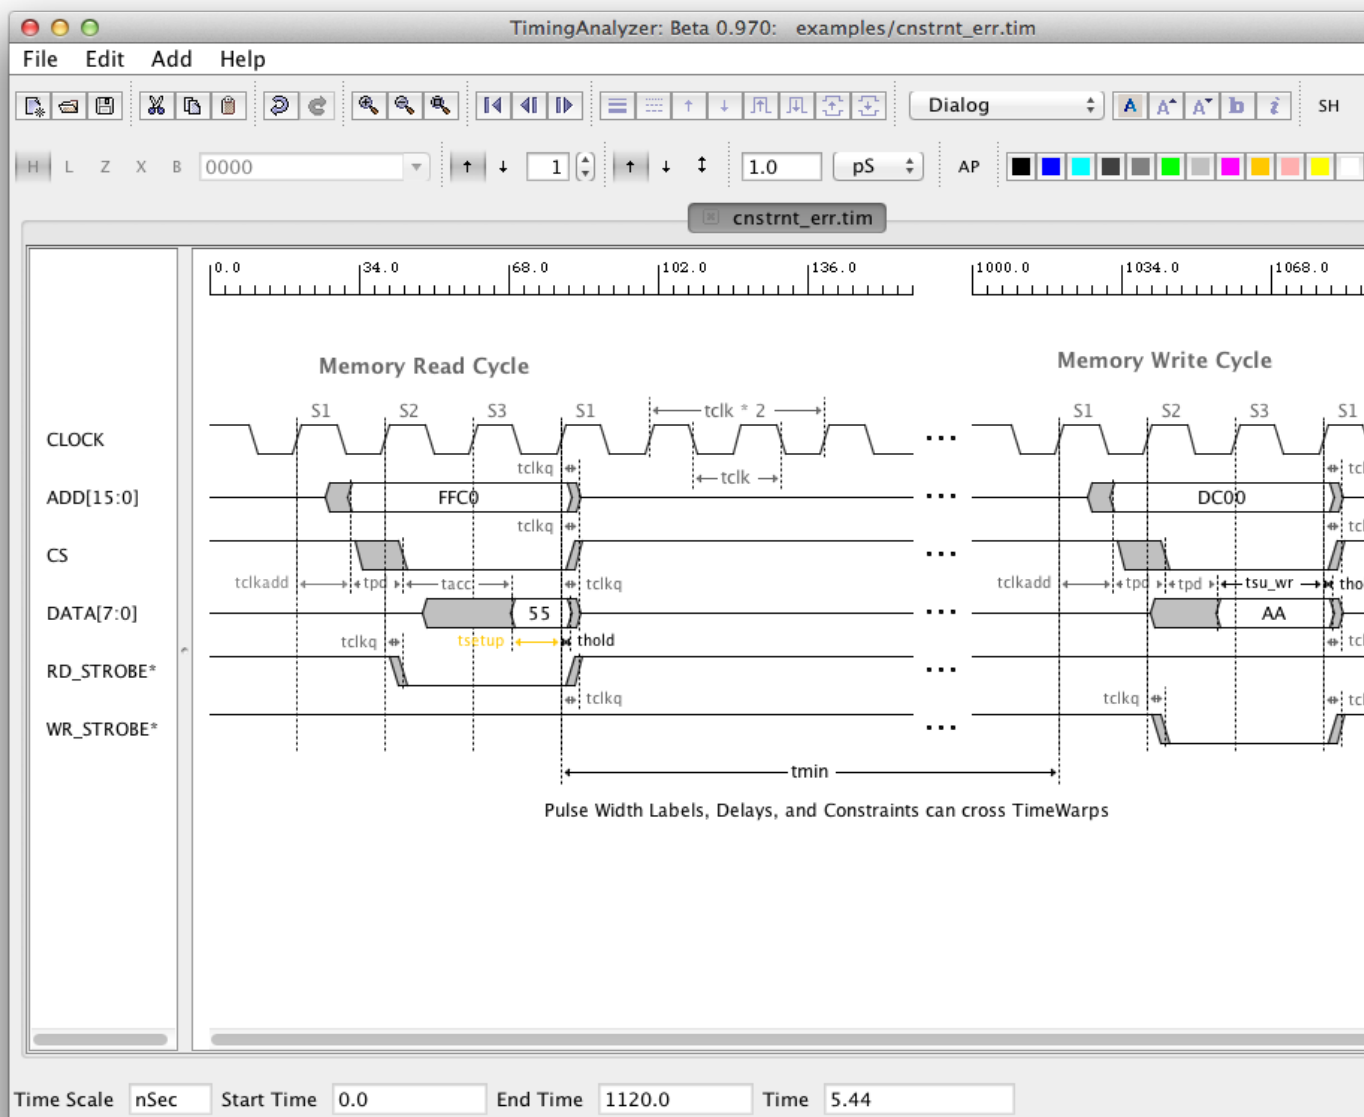 TimingAnalyzer: Beta 0.970: examples/cnstrnt_err.tim
File Edit Add Help
Dialog A A A b i SH
H L Z X B 0000 1 1.0 pS AP
cnstrnt_err.tim
0.0 34.0 68.0 102.0 136.0 1000.0 1034.0 1068.0
Memory Read Cycle Memory Write Cycle
S1 S2 S3 S1 tclk * 2 S1 S2 S3 S1
CLOCK ...
tclkq tclk tcl
ADD[15:0] FFC0 ... DC00
tclkq tcl
CS ...
tclkadd tpd tacc tclkq tclkadd tpd tpd tsu_wr tho
DATA[7:0] 55 ... AA
tclkq tsetup thold tcl
RD_STROBE* ...
tclkq tclkq tcl
WR_STROBE* ...
tmin
Pulse Width Labels, Delays, and Constraints can cross TimeWarps
Time Scale nSec Start Time 0.0 End Time 1120.0 Time 5.44